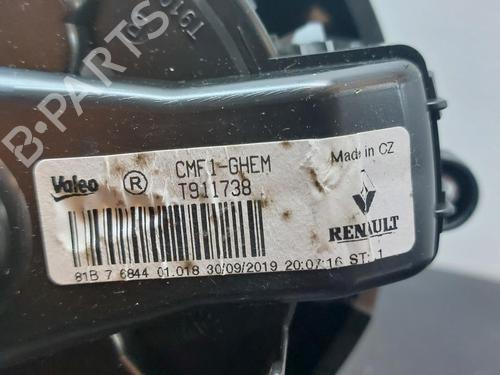 B-PARTS
T910
Valeo ® CMF1-GHEM Made in CZ
T911738
RENAULT
81B 7 6844 01.018 30/09/2019 20:07:16 ST: 1